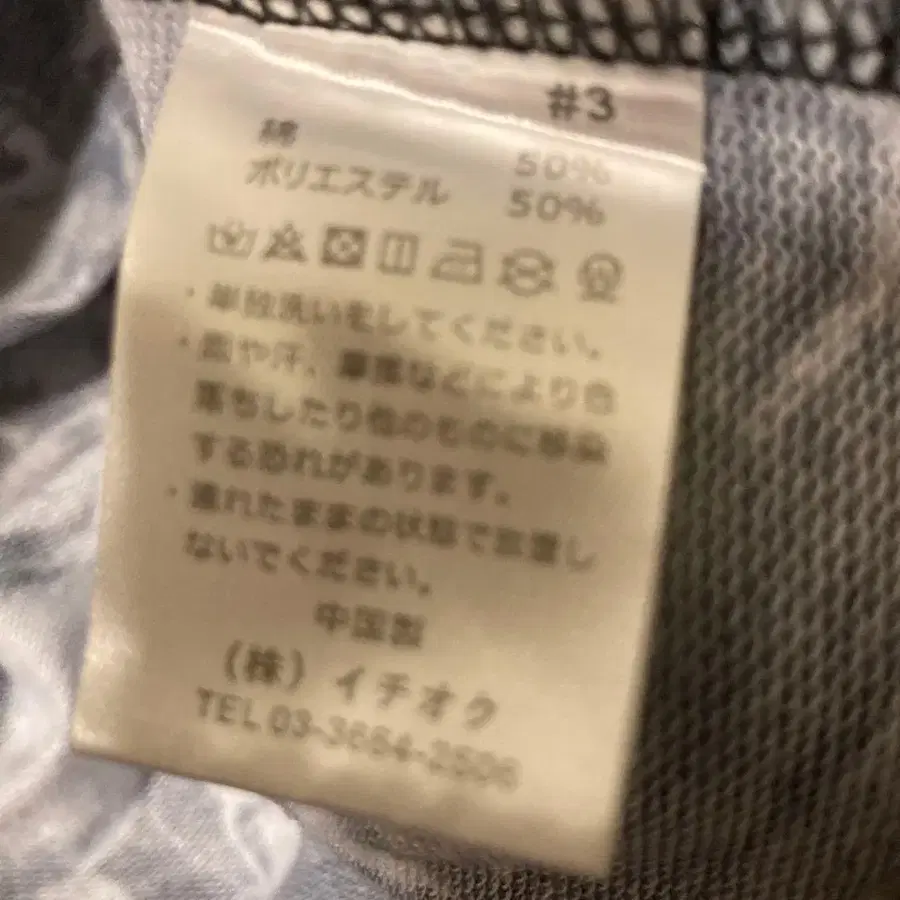 #3
綿 50%
ポリエステル 50%
・単独洗いをしてください。
・雨や汗、摩擦などにより色
落ちしたり他のものに移染
する恐れがあります。
・濡れたままの状態で放置し
ないでください。
中国製
(株)イチオク
TEL 03-3684-2506